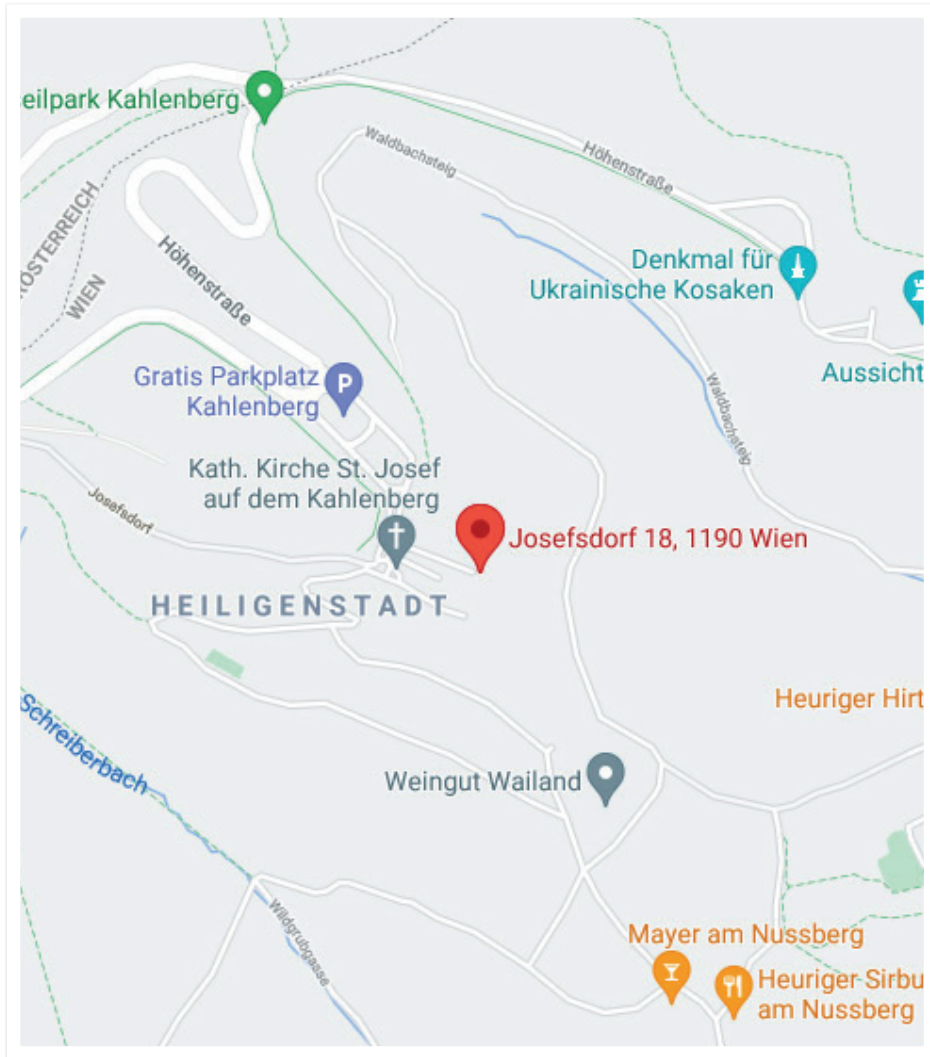 eilpark Kahlenberg
Waldbachsteig
Höhenstraße
RÖSTERREICH
WIEN
Höhenstraße
Denkmal für
Ukrainische Kosaken
Aussicht
Gratis Parkplatz
Kahlenberg
Waldbachsteig
Kath. Kirche St. Josef
auf dem Kahlenberg
Josefsdorf
Josefsdorf 18, 1190 Wien
HEILIGENSTADT
Heuriger Hirt
Schreiberbach
Weingut Wailand
Wildgrubgasse
Mayer am Nussberg
Heuriger Sirbu
am Nussberg